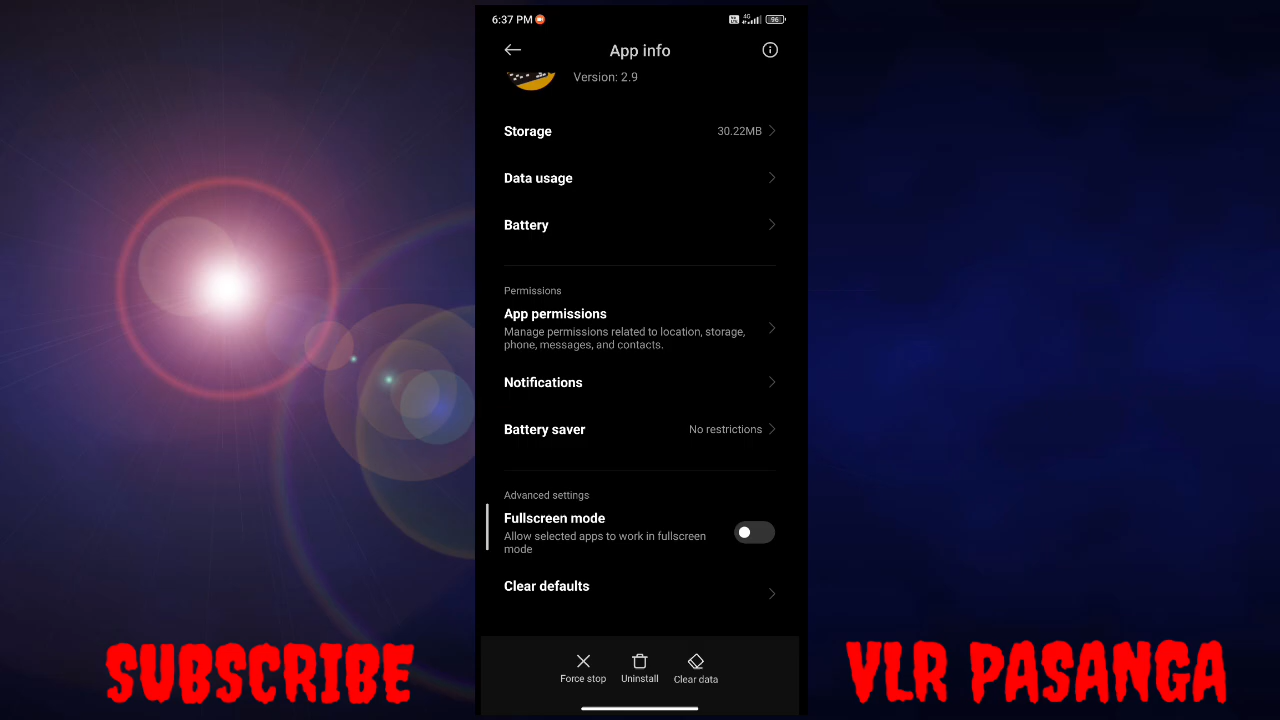 6:37 PM
4G
96
App info
Version: 2.9
Storage
30.22MB
Data usage
Battery
Permissions
App permissions
Manage permissions related to location, storage,
phone, messages, and contacts.
Notifications
Battery saver
No restrictions
Advanced settings
Fullscreen mode
Allow selected apps to work in fullscreen
mode
Clear defaults
Force stop
Uninstall
Clear data
SUBSCRIBE
VLR PASANGA